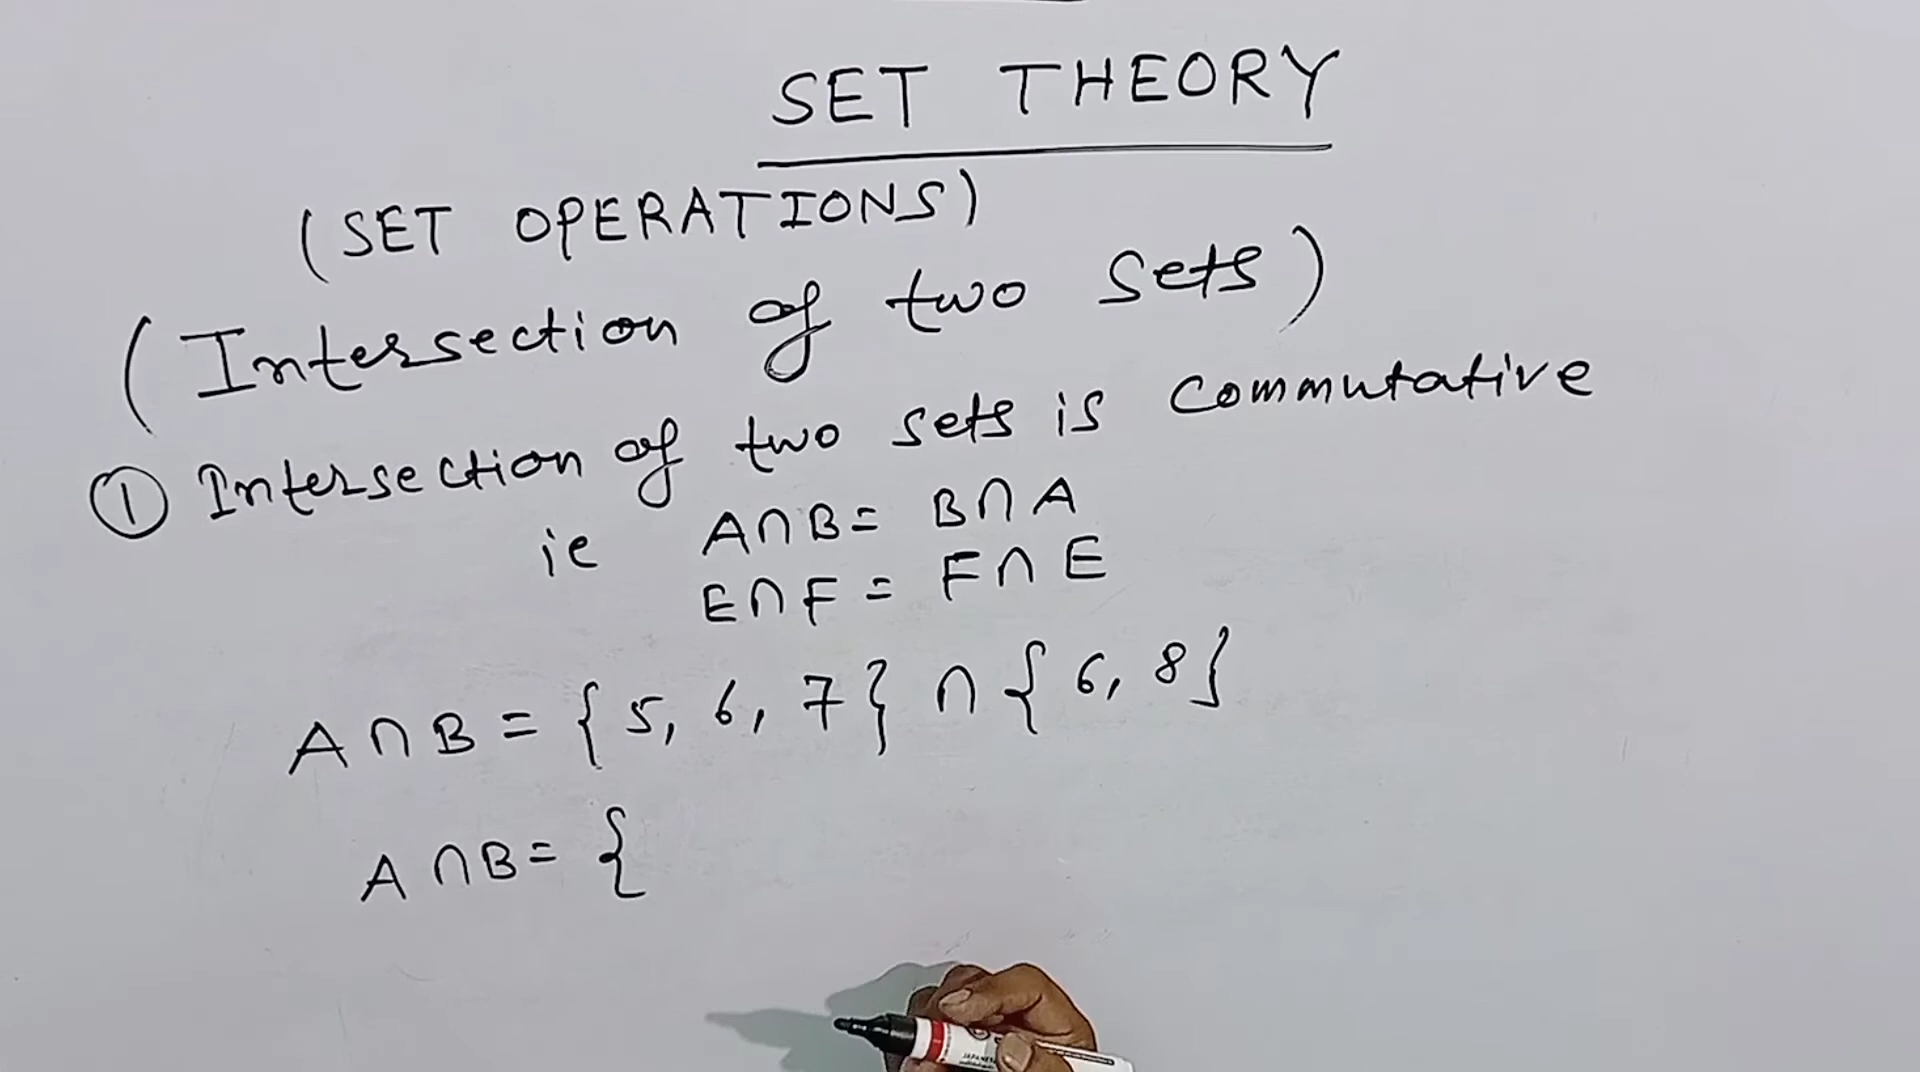 SET THEORY
(SET OPERATIONS)
(Intersection of two sets)
① Intersection of two sets is commutative
ie A∩B = B∩A
E∩F = F∩E
A∩B = {5, 6, 7} ∩ {6, 8}
A∩B = {
JAPANESE